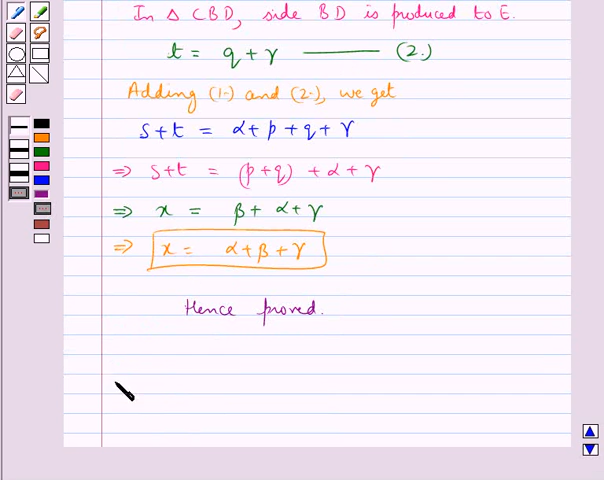 In Δ CBD, side BD is produced to E.
t = q + γ ——— (2.)
Adding (1.) and (2.), we get
s+t = α+p+q+γ
⇒ s+t = (p+q) + α+γ
⇒ x = β+ α+γ
⇒ x = α+β+γ
Hence proved.